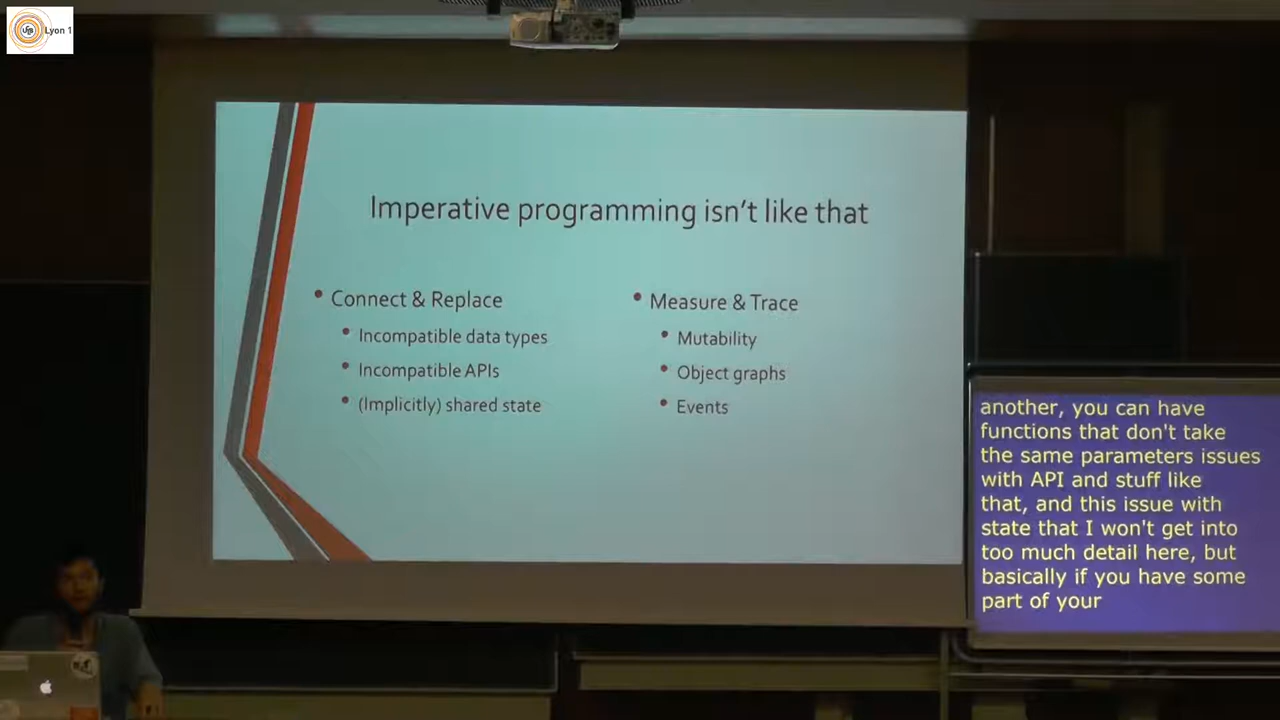 Lyon 1
Imperative programming isn't like that
Connect & Replace
Incompatible data types
Incompatible APIs
(Implicitly) shared state
Measure & Trace
Mutability
Object graphs
Events
another, you can have
functions that don't take
the same parameters issues
with API and stuff like
that, and this issue with
state that I won't get into
too much detail here, but
basically if you have some
part of your